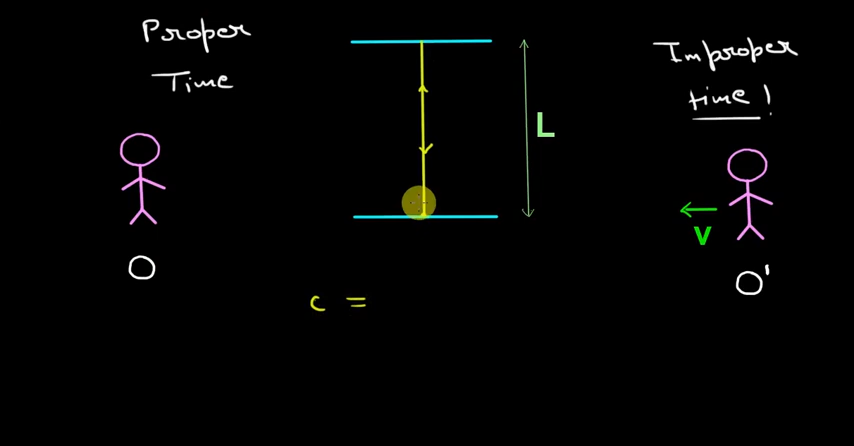 Proper
Time
Improper
time!
L
v
O
O'
c =